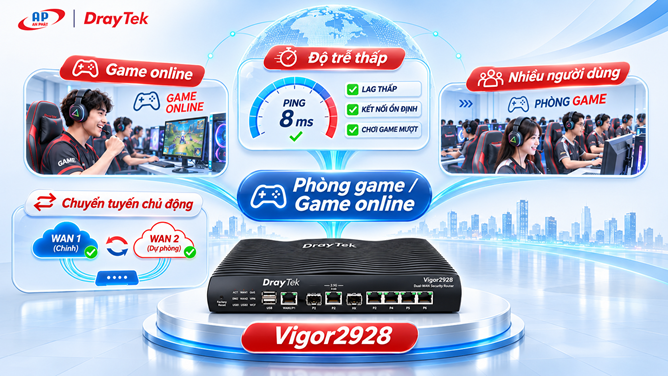 AP
AN PHÁT
DrayTek
Game online
GAME
ONLINE
GAME
Độ trễ thấp
PING
8 ms
LAG THẤP
KẾT NỐI ỔN ĐỊNH
CHƠI GAME MƯỢT
Nhiều người dùng
PHÒNG GAME
GAME
Chuyển tuyến chủ động
WAN 1
(Chính)
WAN 2
(Dự phòng)
Phòng game /
Game online
DrayTek
DrayTek
Vigor2928
Dual-WAN Security Router
Vigor2928